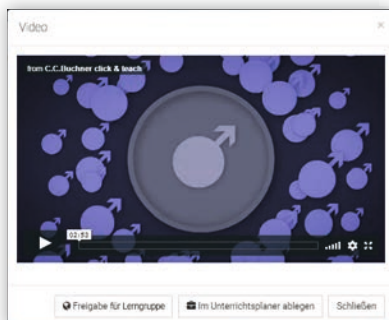 Video ×
from C.C.Buchner click & teach
02:53
Freigabe für Lerngruppe Im Unterrichtsplaner ablegen Schließen